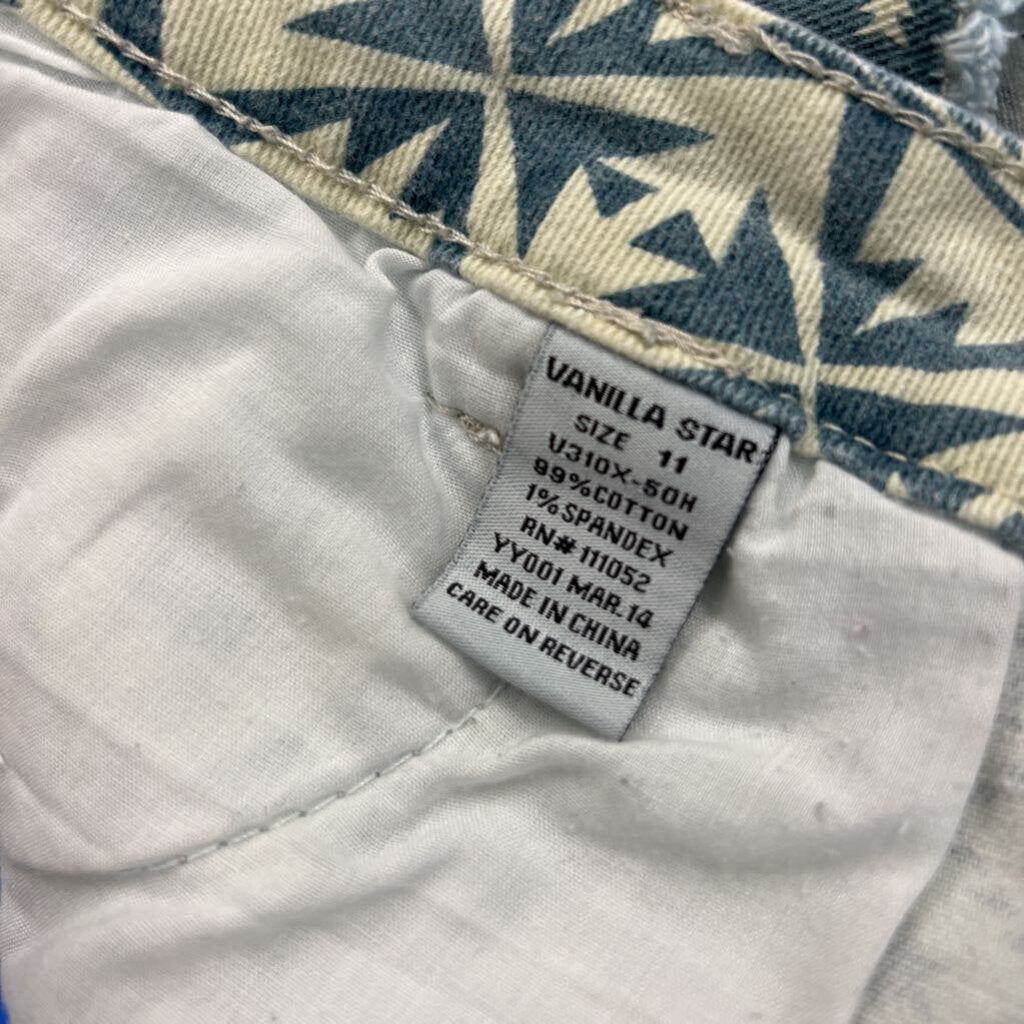 VANILLA STAR
SIZE 11
U310X-50H
99%COTTON
1%SPANDEX
RN# 111052
YY001 MAR.14
MADE IN CHINA
CARE ON REVERSE